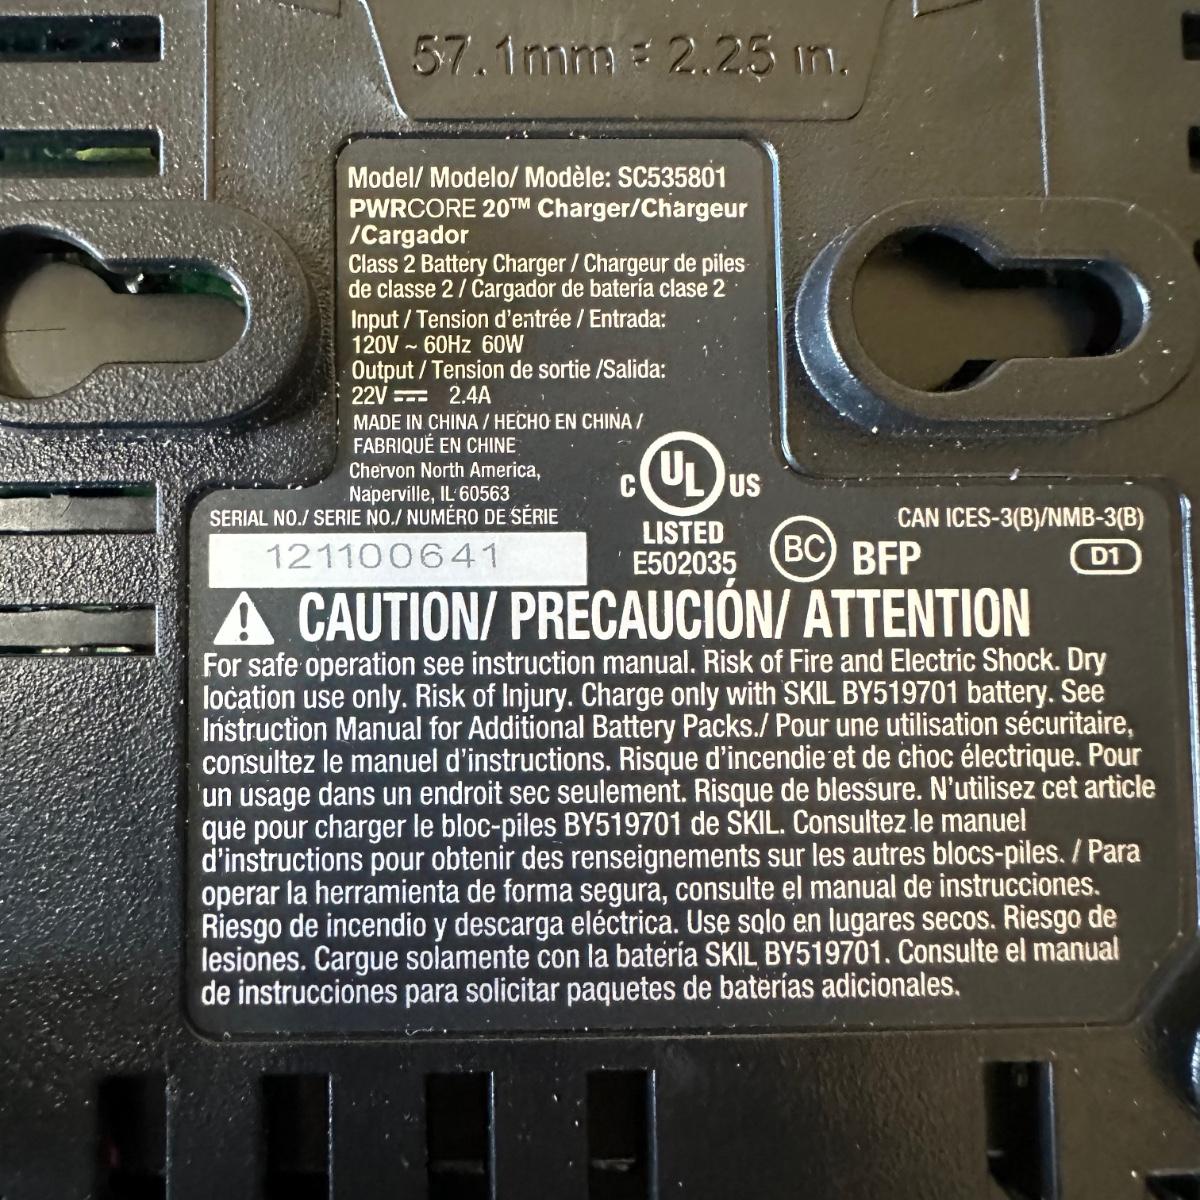 57.1mm = 2.25 in.
Model/ Modelo/ Modèle: SC535801
PWRCORE 20™ Charger/Chargeur
/Cargador
Class 2 Battery Charger / Chargeur de piles
de classe 2 / Cargador de batería clase 2
Input / Tension d'entrée / Entrada:
120V ~ 60Hz 60W
Output / Tension de sortie /Salida:
22V ⎓ 2.4A
MADE IN CHINA / HECHO EN CHINA /
FABRIQUÉ EN CHINE
Chervon North America,
Naperville, IL 60563
C UL US
LISTED
E502035
SERIAL NO./ SERIE NO./ NUMÉRO DE SÉRIE
121100641
BC BFP
CAN ICES-3(B)/NMB-3(B)
D1
CAUTION/ PRECAUCIÓN/ ATTENTION
For safe operation see instruction manual. Risk of Fire and Electric Shock. Dry
location use only. Risk of Injury. Charge only with SKIL BY519701 battery. See
Instruction Manual for Additional Battery Packs./ Pour une utilisation sécuritaire,
consultez le manuel d'instructions. Risque d'incendie et de choc électrique. Pour
un usage dans un endroit sec seulement. Risque de blessure. N'utilisez cet article
que pour charger le bloc-piles BY519701 de SKIL. Consultez le manuel
d'instructions pour obtenir des renseignements sur les autres blocs-piles. / Para
operar la herramienta de forma segura, consulte el manual de instrucciones.
Riesgo de incendio y descarga eléctrica. Use solo en lugares secos. Riesgo de
lesiones. Cargue solamente con la batería SKIL BY519701. Consulte el manual
de instrucciones para solicitar paquetes de baterías adicionales.